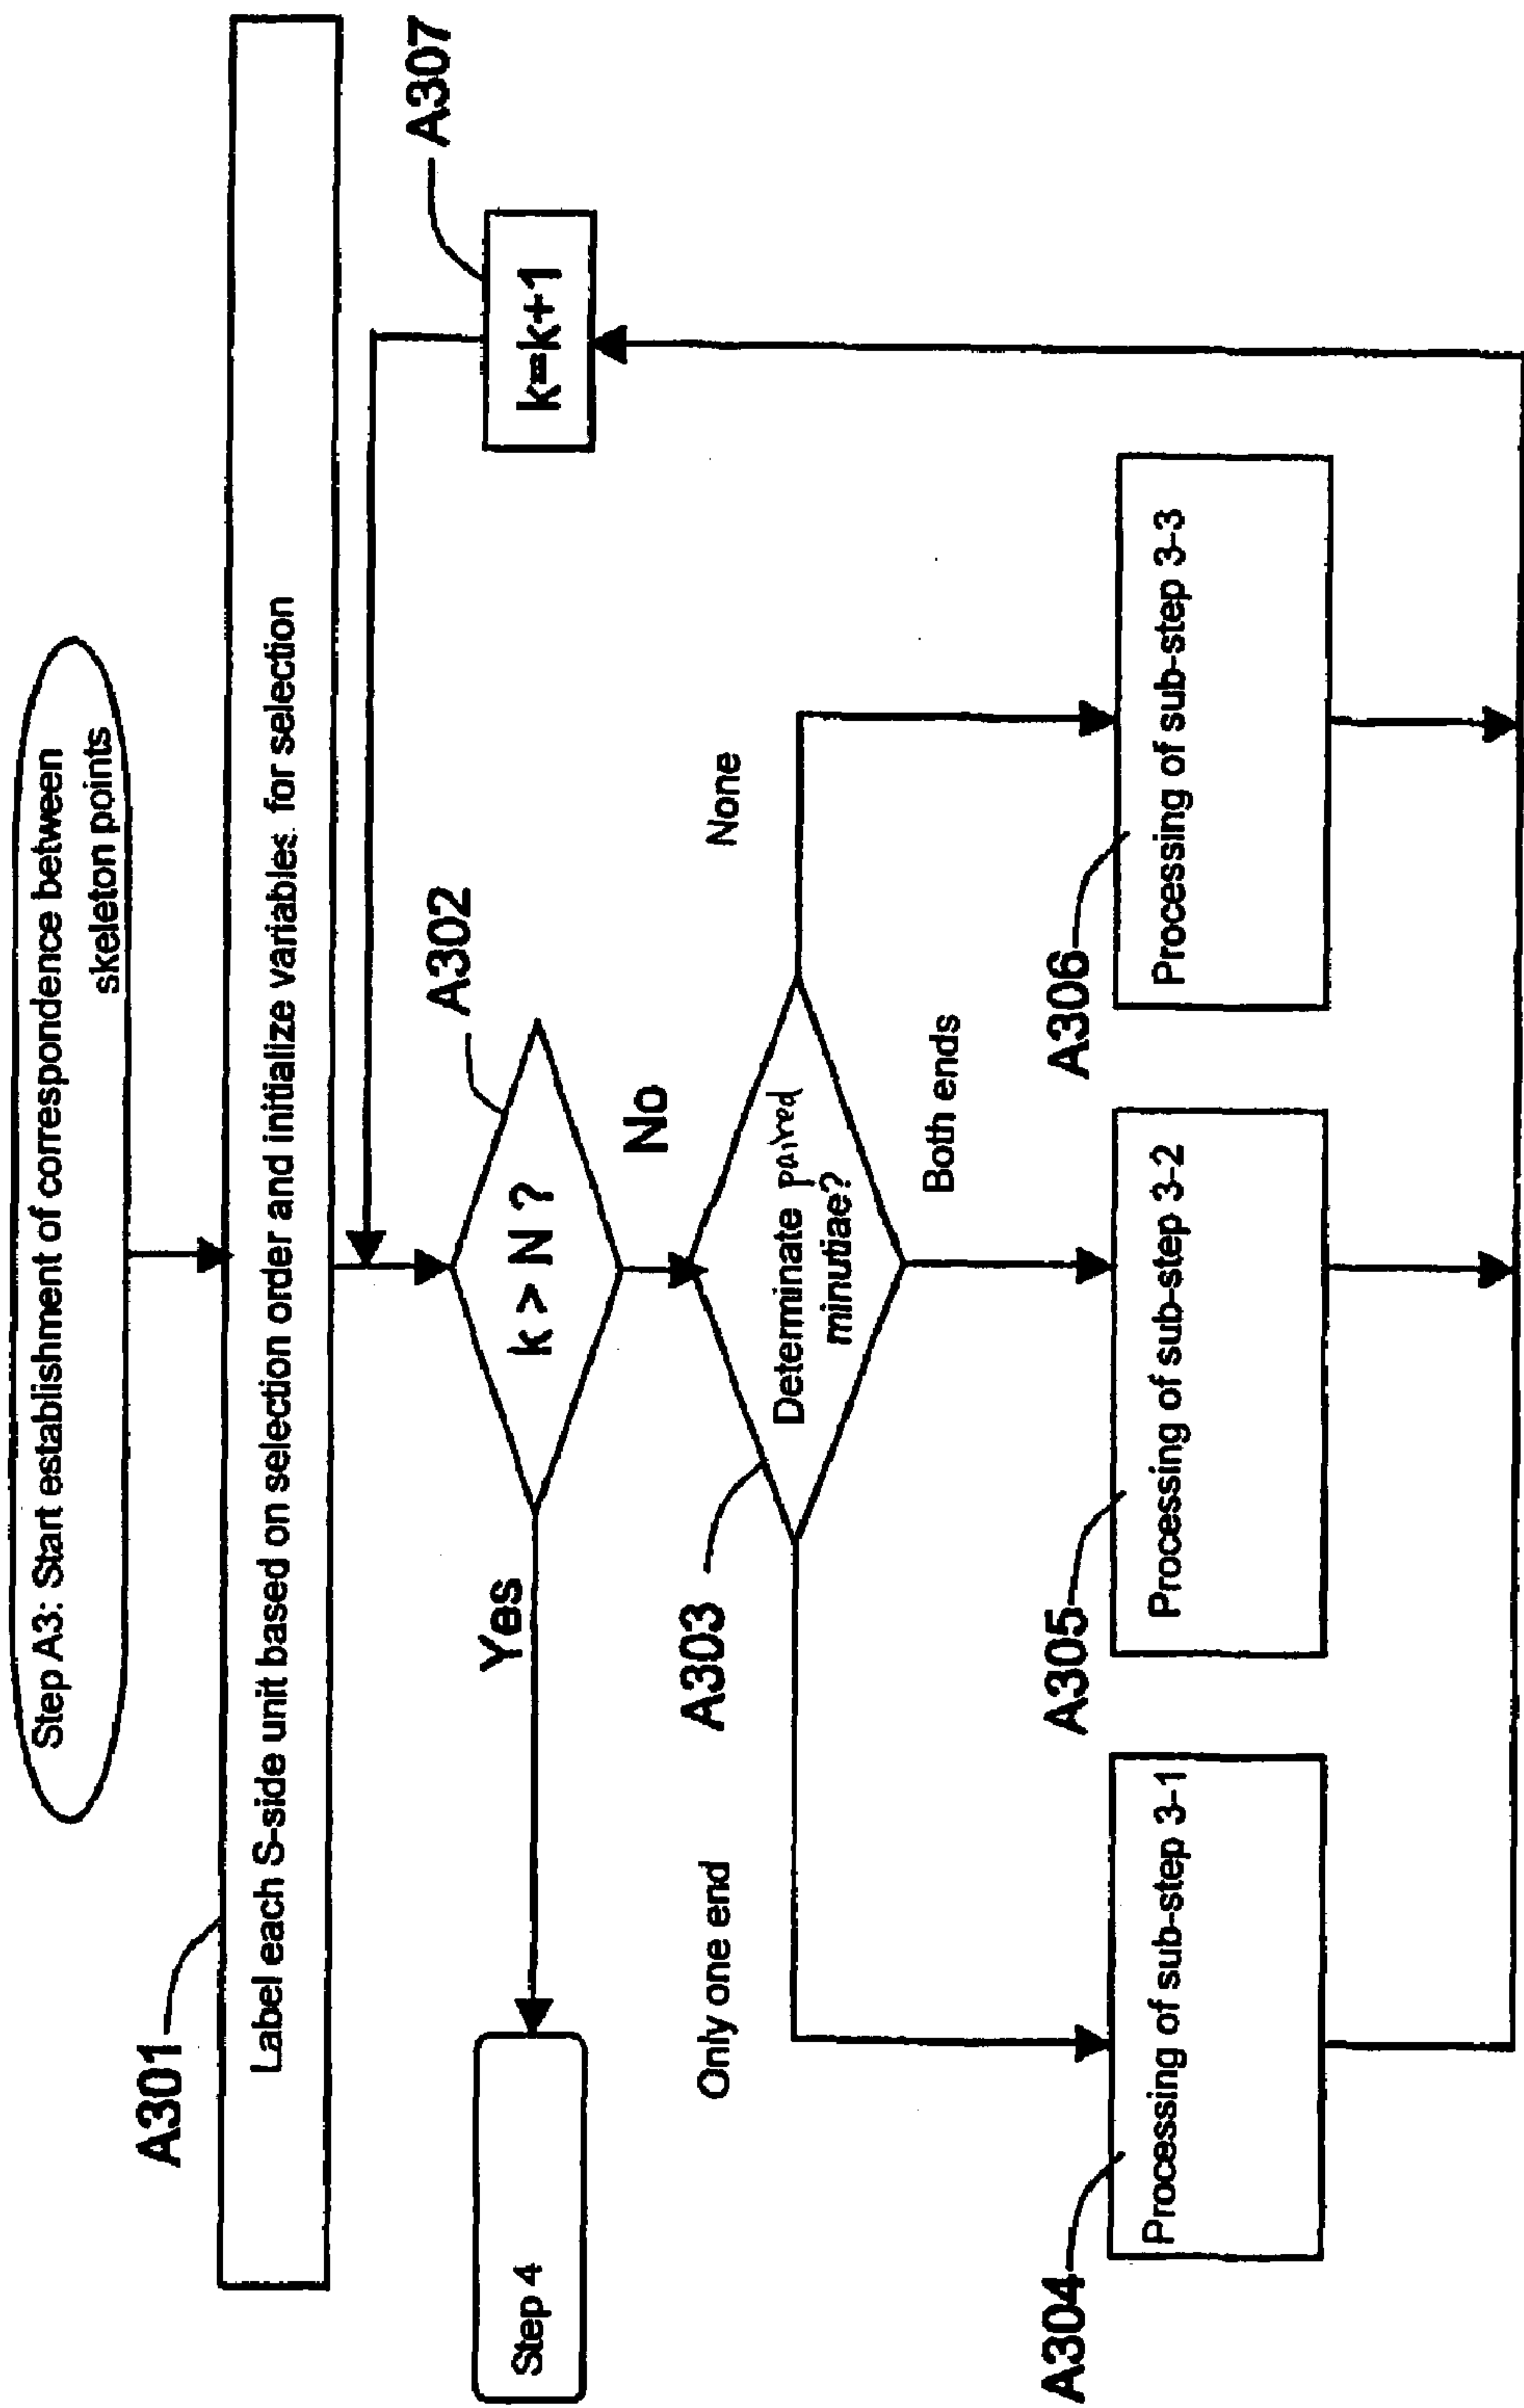 Step A3: Start establishment of correspondence between
skeleton points
A301
Label each S-side unit based on selection order and initialize variables for selection
A307
k=k+1
A302
k > N ?
Yes
No
Step 4
A303
Determinate paired
minutiae?
Only one end
Both ends
None
A304
Processing of sub-step 3-1
A305
Processing of sub-step 3-2
A306
Processing of sub-step 3-3